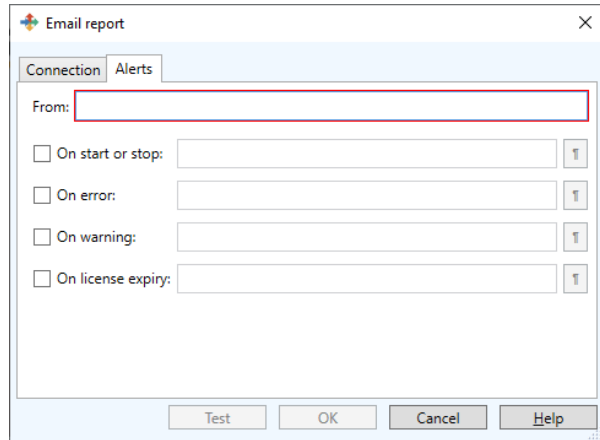 Email report
Connection Alerts
From:
On start or stop: ¶
On error: ¶
On warning: ¶
On license expiry: ¶
Test OK Cancel Help